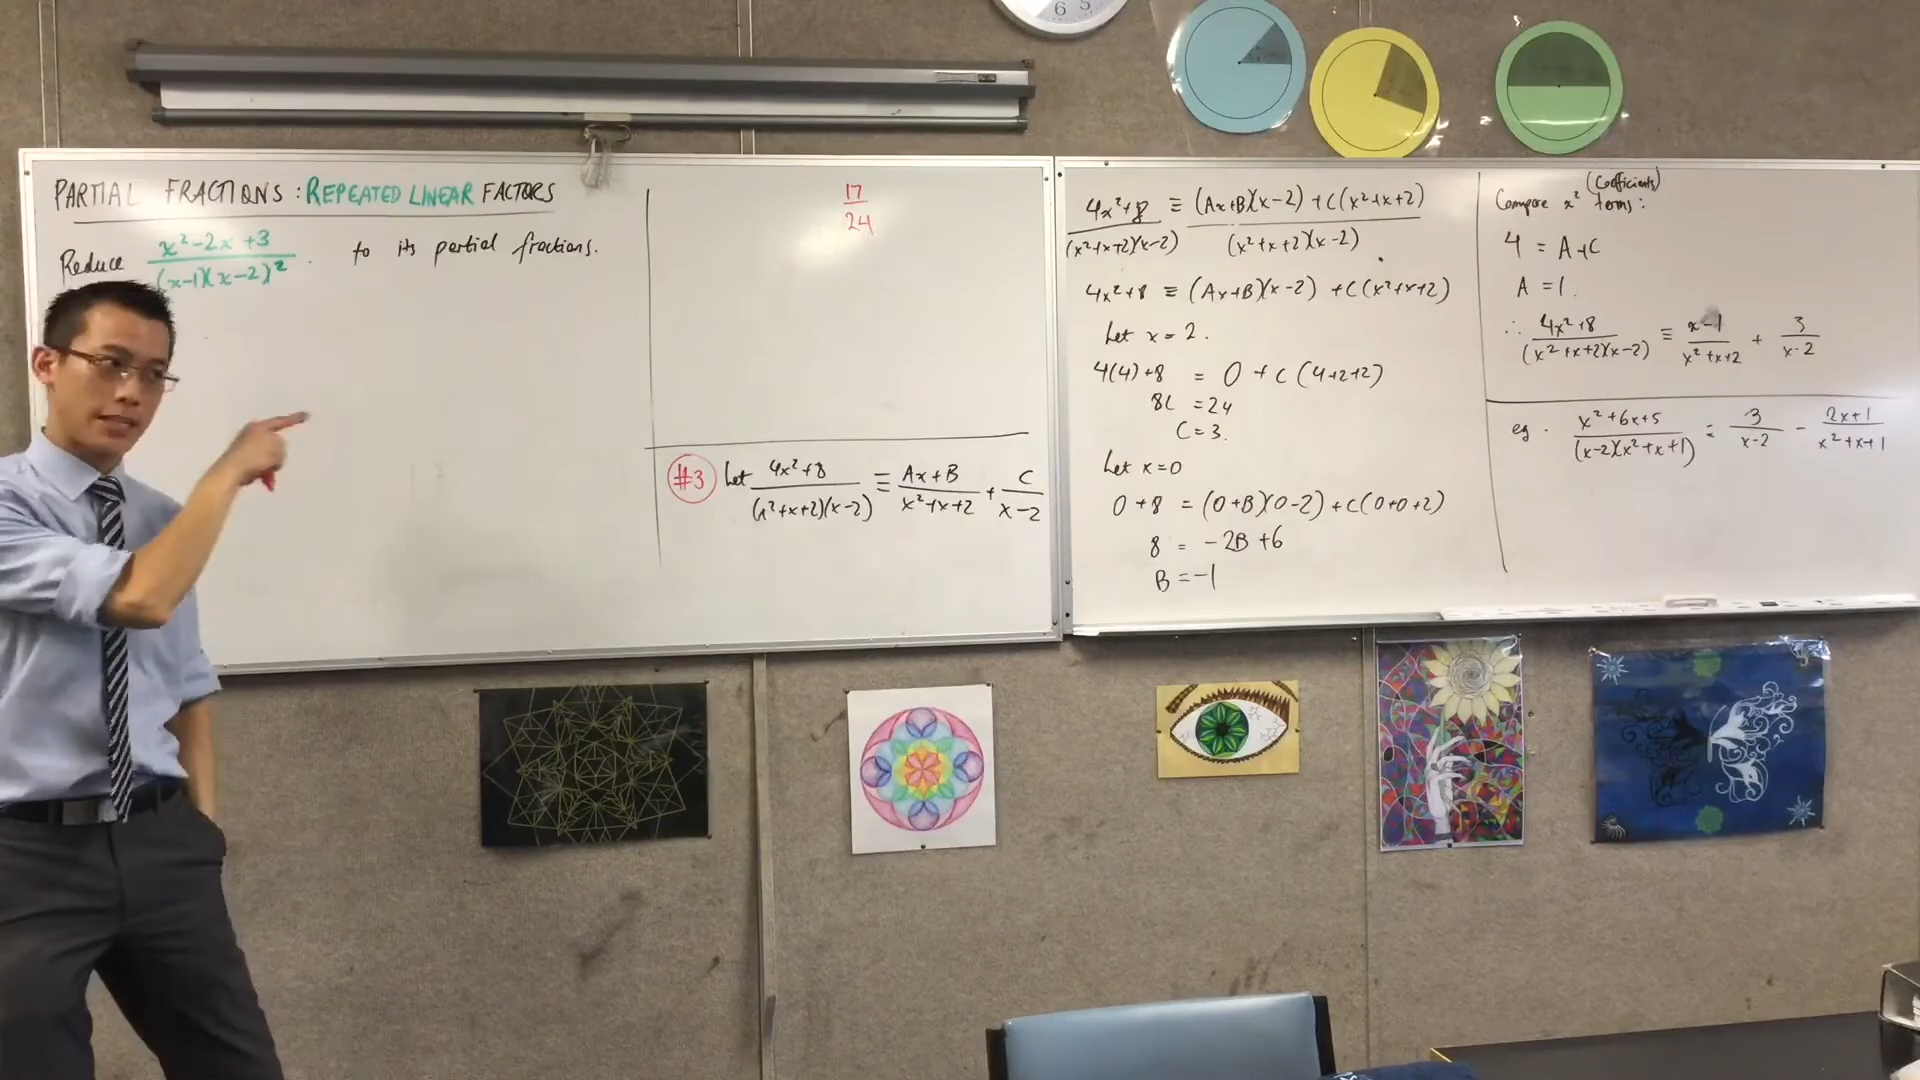 6 5
PARTIAL FRACTIONS : REPEATED LINEAR FACTORS
Reduce (x² - 2x + 3)/((x-1)(x-2)²) to its partial fractions.
17/24
#3 Let (4x² + 8)/((x² + x + 2)(x - 2)) ≡ (Ax + B)/(x² + x + 2) + C/(x - 2)
(4x² + 8)/((x² + x + 2)(x - 2)) ≡ ((Ax + B)(x - 2) + C(x² + x + 2))/((x² + x + 2)(x - 2))
4x² + 8 ≡ (Ax + B)(x - 2) + C(x² + x + 2)
Let x = 2.
4(4) + 8 = 0 + C(4 + 2 + 2)
8C = 24
C = 3.
Let x = 0
0 + 8 = (0 + B)(0 - 2) + C(0 + 0 + 2)
8 = -2B + 6
B = -1
(Coefficients)
Compare x² terms:
4 = A + C
A = 1.
∴ (4x² + 8)/((x² + x + 2)(x - 2)) ≡ (x - 1)/(x² + x + 2) + 3/(x - 2)
eg. (x² + 6x + 5)/((x - 2)(x² + x + 1)) = 3/(x - 2) - (2x + 1)/(x² + x + 1)